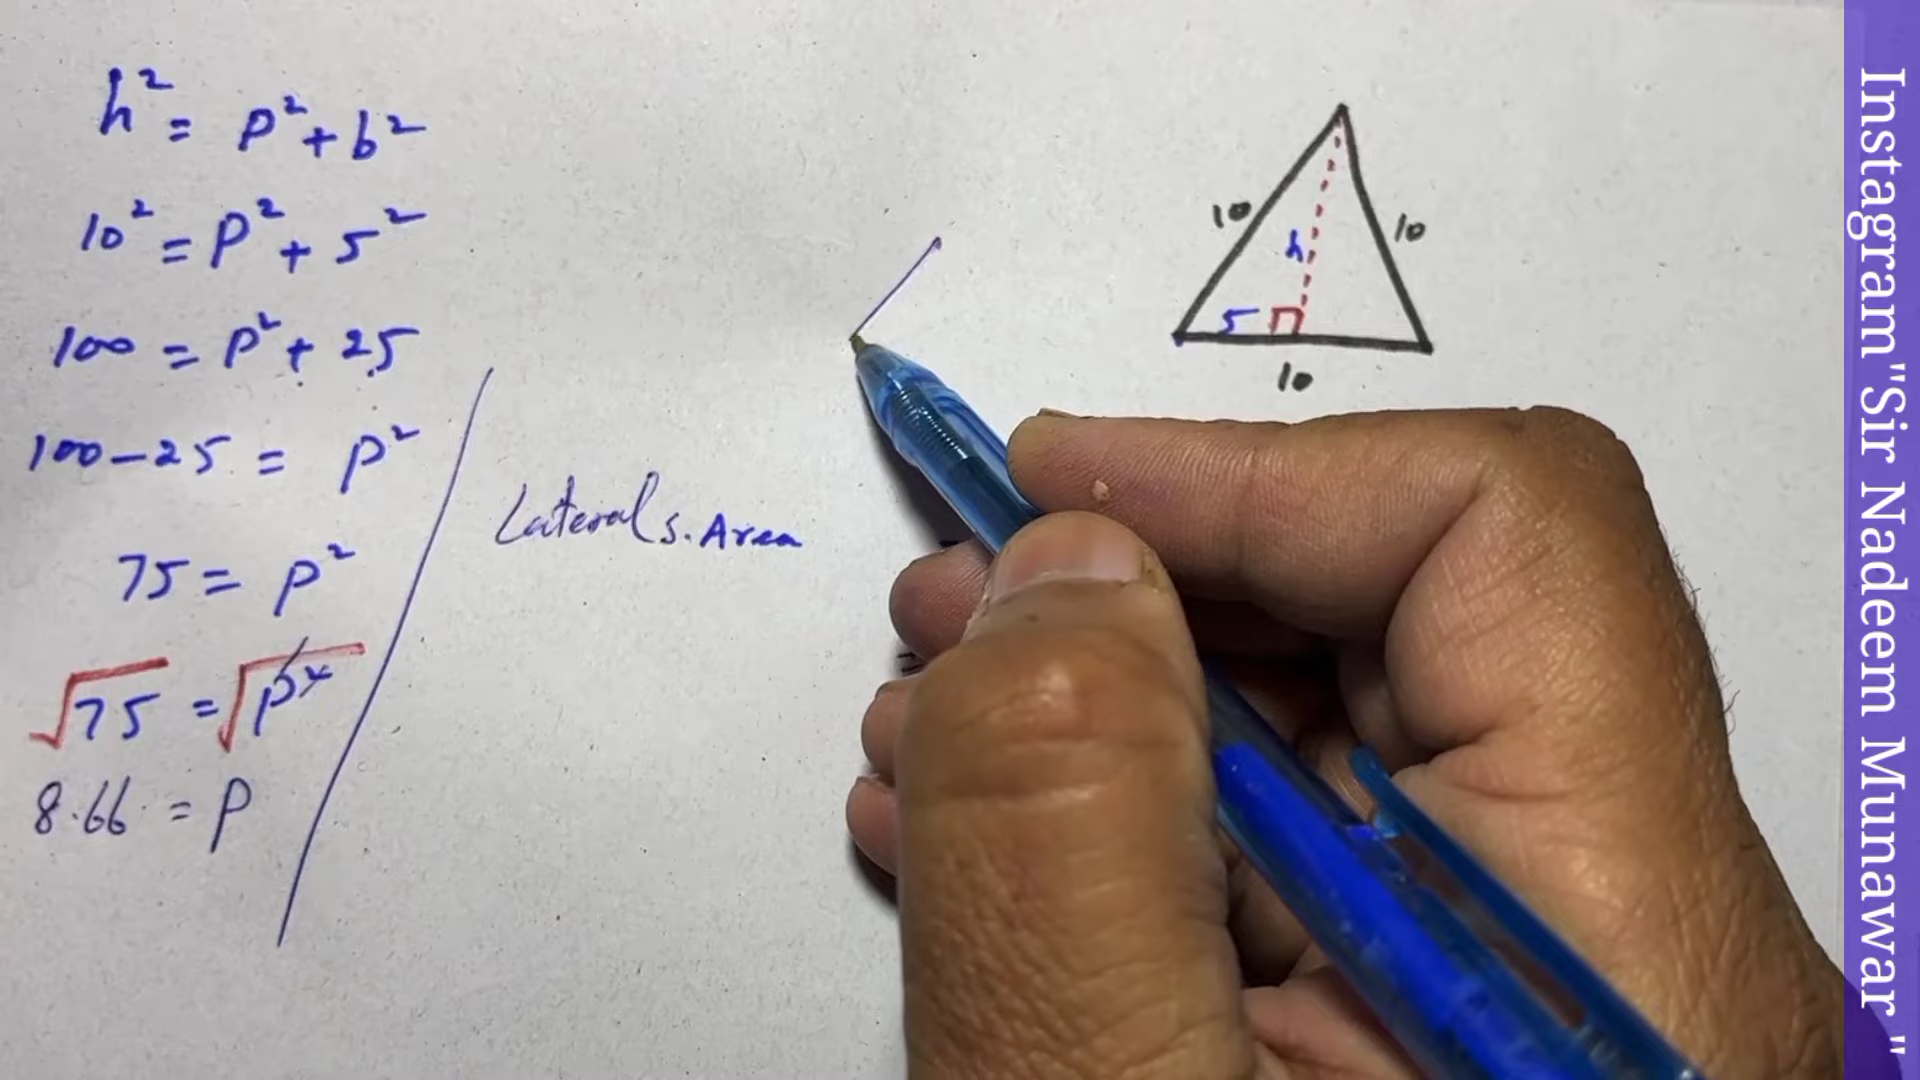 h² = p² + b²
10² = p² + 5²
100 = p² + 25
100 - 25 = p²
75 = p²
√75 = √p²
8.66 = p
Lateral s. Area
10
10
h
5
10
Instagram"Sir Nadeem Munawar"